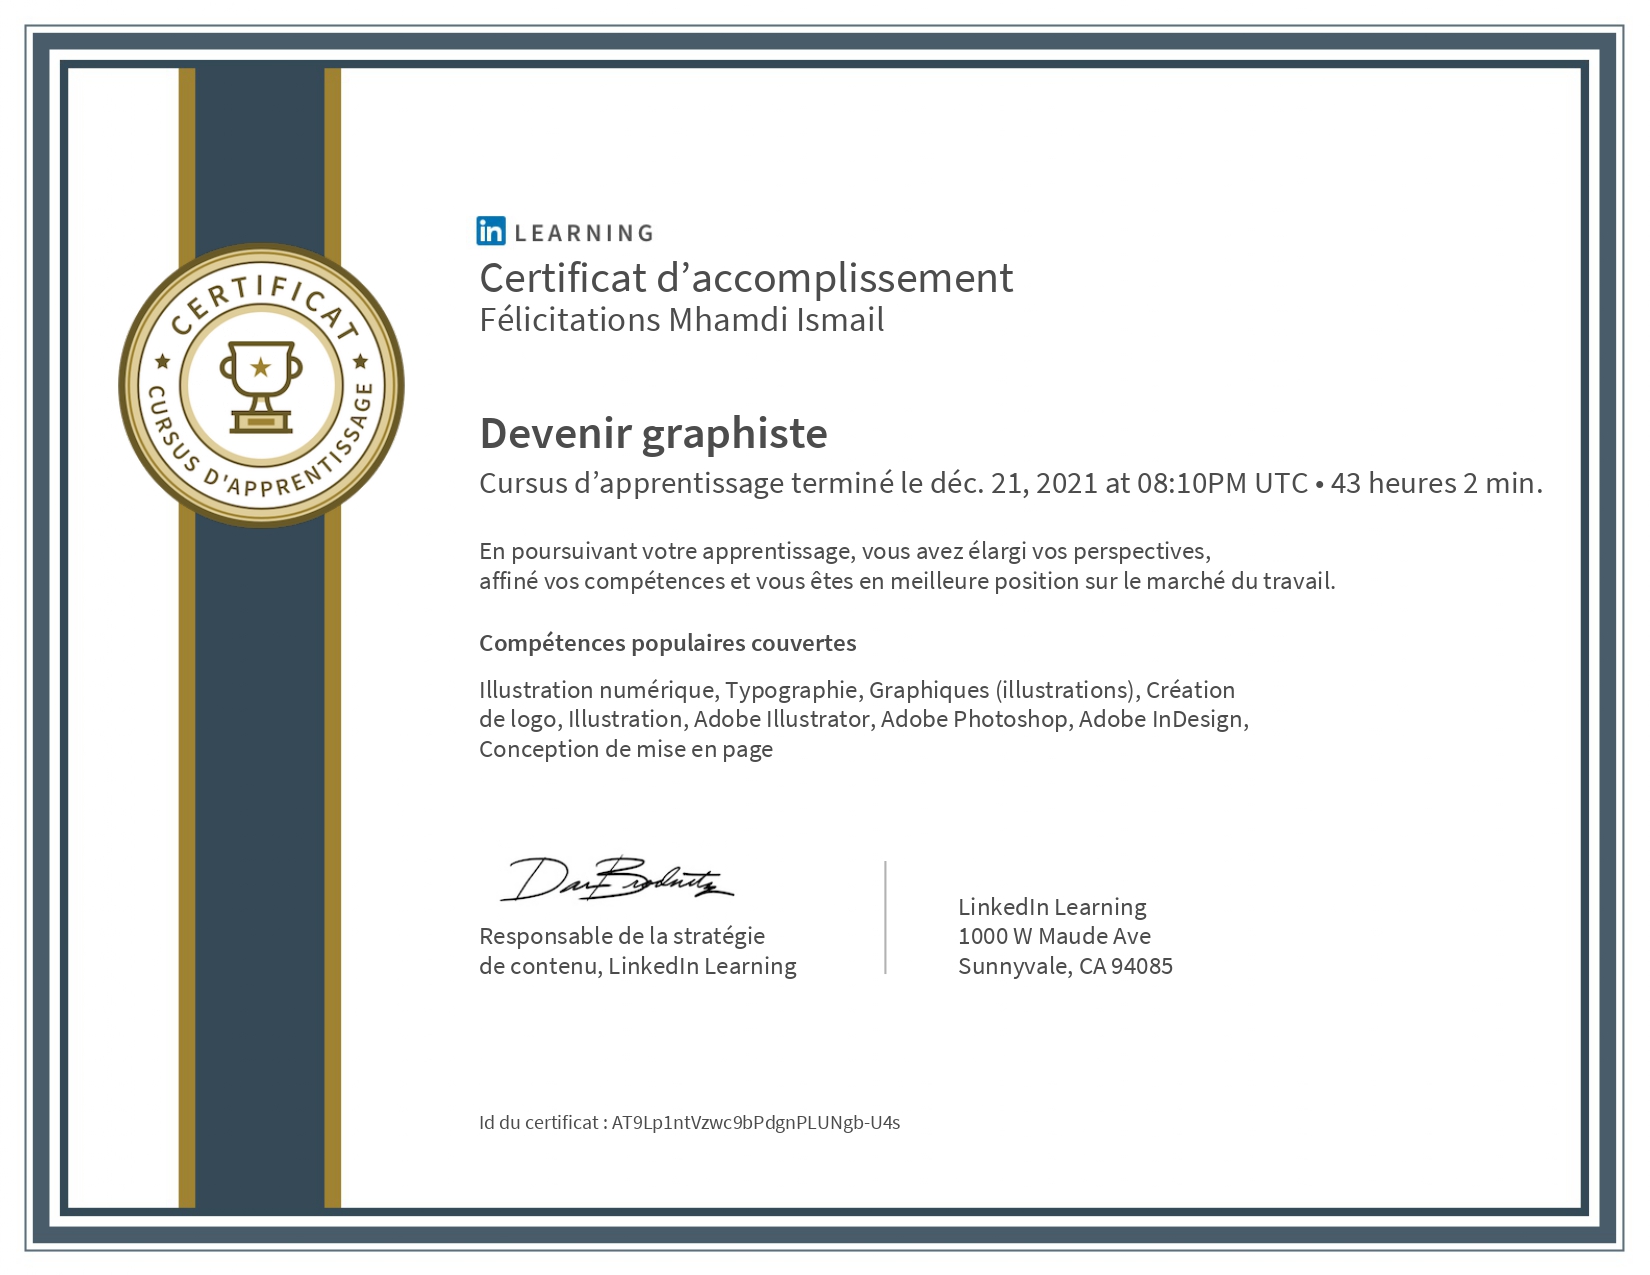 CERTIFICAT
CURSUS D'APPRENTISSAGE
in LEARNING
Certificat d’accomplissement
Félicitations Mhamdi Ismail
Devenir graphiste
Cursus d’apprentissage terminé le déc. 21, 2021 at 08:10PM UTC • 43 heures 2 min.
En poursuivant votre apprentissage, vous avez élargi vos perspectives,
affiné vos compétences et vous êtes en meilleure position sur le marché du travail.
Compétences populaires couvertes
Illustration numérique, Typographie, Graphiques (illustrations), Création
de logo, Illustration, Adobe Illustrator, Adobe Photoshop, Adobe InDesign,
Conception de mise en page
Dan Brodnitz
Responsable de la stratégie
de contenu, LinkedIn Learning
LinkedIn Learning
1000 W Maude Ave
Sunnyvale, CA 94085
Id du certificat : AT9Lp1ntVzwc9bPdgnPLUNgb-U4s